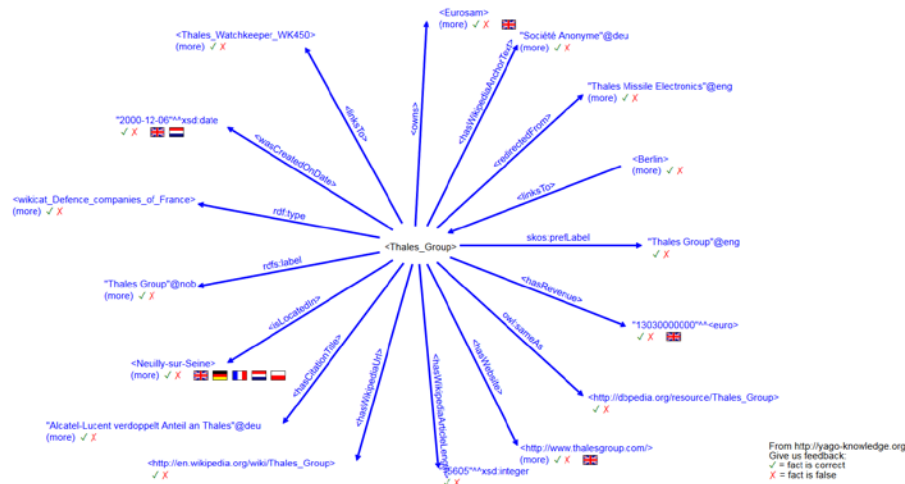 <Eurosam>
(more) ✓ ✗
<Thales_Watchkeeper_WK450>
(more) ✓ ✗
"Société Anonyme"@deu
(more) ✓ ✗
<owns>
<hasWikipediaAnchorText>
<linksTo>
"Thales Missile Electronics"@eng
(more) ✓ ✗
<redirectedFrom>
"2000-12-06"^^xsd:date
✓ ✗
<wasCreatedOnDate>
<Berlin>
(more) ✓ ✗
<linksTo>
<wikicat_Defence_companies_of_France>
(more) ✓ ✗
rdf:type
<Thales_Group>
skos:prefLabel
"Thales Group"@eng
✓ ✗
rdfs:label
"Thales Group"@nob
(more) ✓ ✗
<hasRevenue>
"13030000000"^^<euro>
✓ ✗
<isLocatedIn>
<Neuilly-sur-Seine>
(more) ✓ ✗
owl:sameAs
<http://dbpedia.org/resource/Thales_Group>
✓ ✗
<hasCitationTitle>
"Alcatel-Lucent verdoppelt Anteil an Thales"@deu
(more) ✓ ✗
<hasWikipediaUrl>
<http://en.wikipedia.org/wiki/Thales_Group>
✓ ✗
<hasWikipediaArticleLength>
5605"^^xsd:integer
✓ ✗
<hasWebsite>
<http://www.thalesgroup.com/>
(more) ✓ ✗
From http://yago-knowledge.org
Give us feedback:
✓ = fact is correct
✗ = fact is false